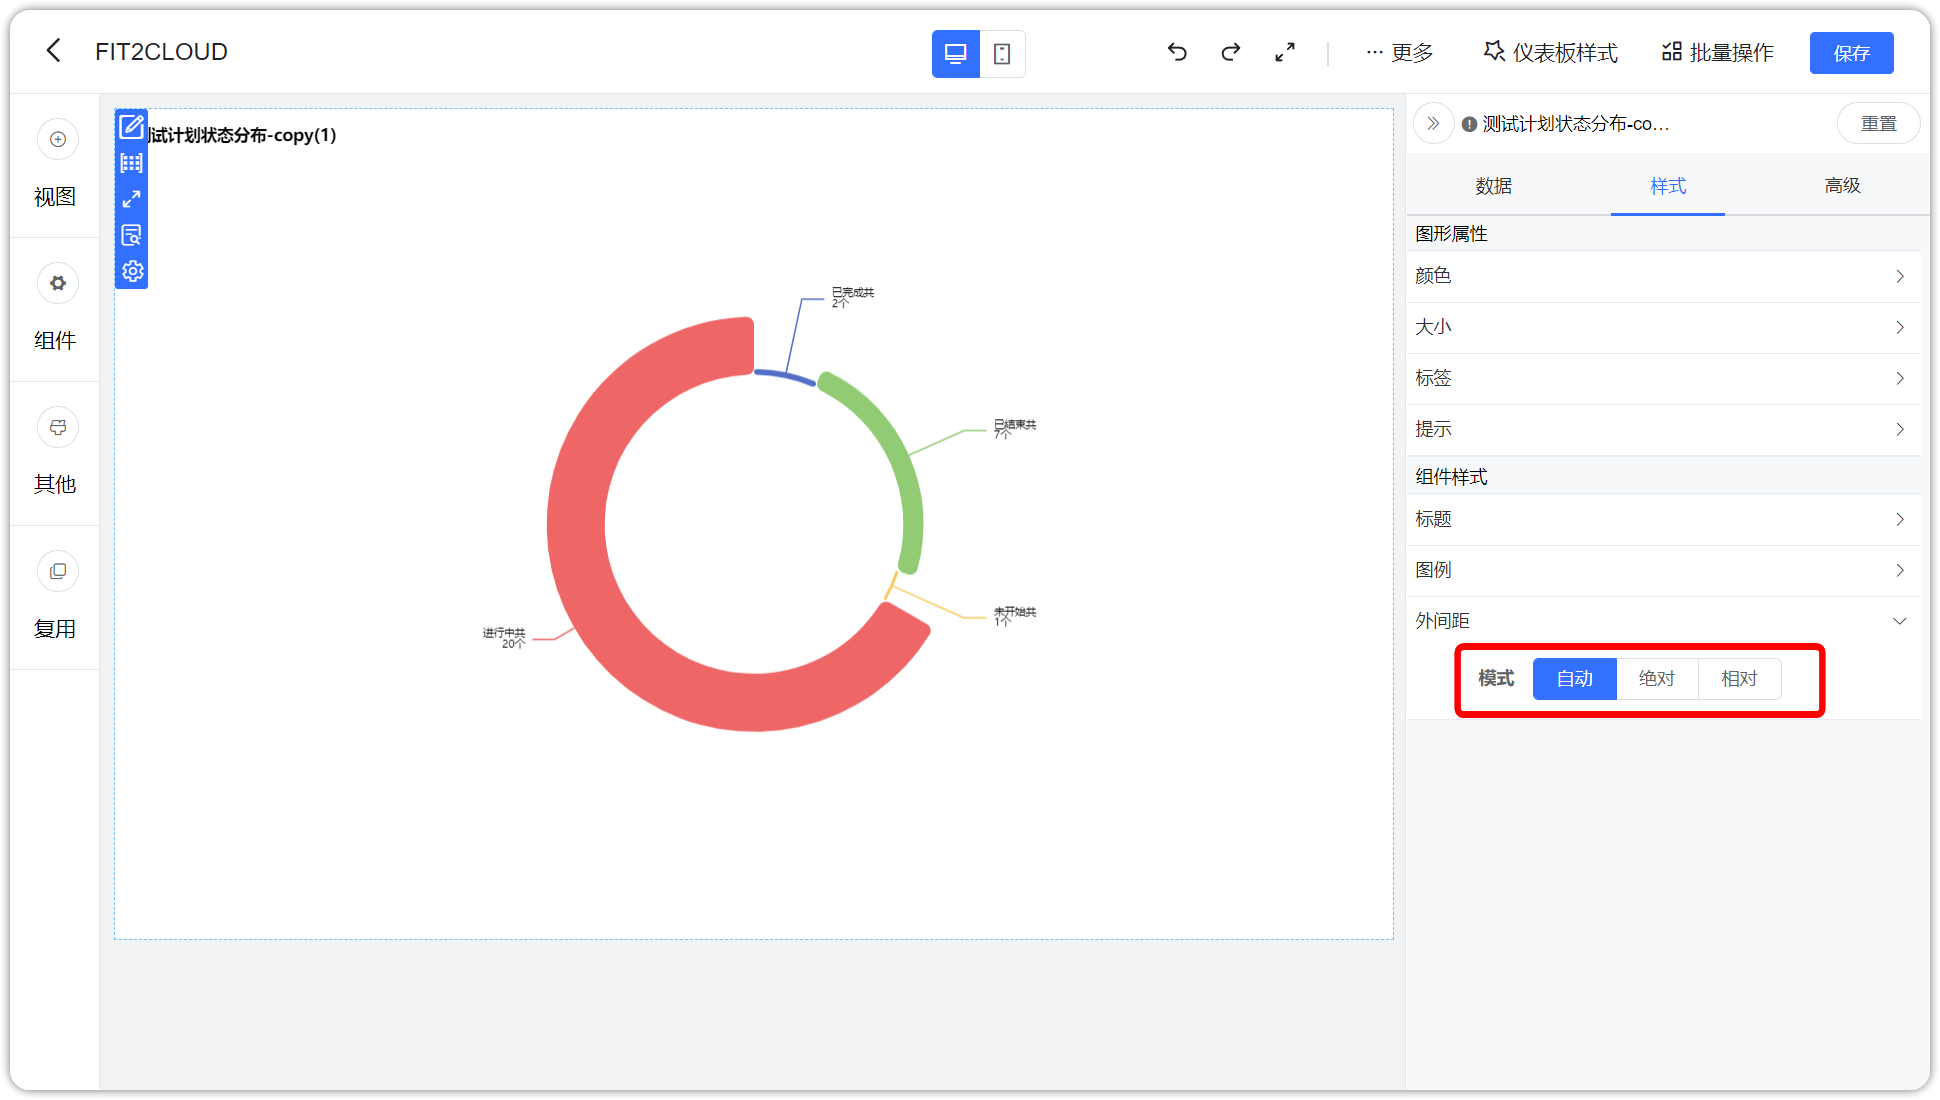 FIT2CLOUD
··· 更多
仪表板样式
批量操作
保存
视图
组件
其他
复用
测试计划状态分布-copy(1)
已完成共
2个
已结束共
7个
未开始共
1个
进行中共
20个
测试计划状态分布-co...
重置
数据
样式
高级
图形属性
颜色
大小
标签
提示
组件样式
标题
图例
外间距
模式
自动
绝对
相对